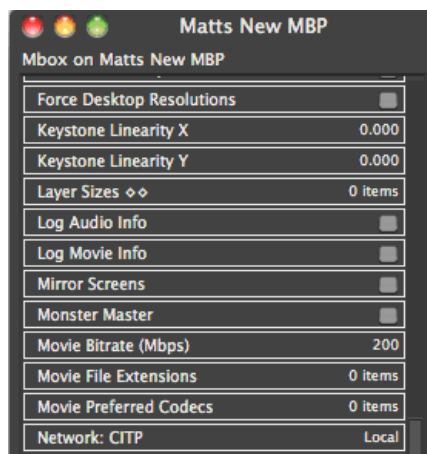 Matts New MBP
Mbox on Matts New MBP
Force Desktop Resolutions
Keystone Linearity X 0.000
Keystone Linearity Y 0.000
Layer Sizes ◇◇ 0 items
Log Audio Info
Log Movie Info
Mirror Screens
Monster Master
Movie Bitrate (Mbps) 200
Movie File Extensions 0 items
Movie Preferred Codecs 0 items
Network: CITP Local